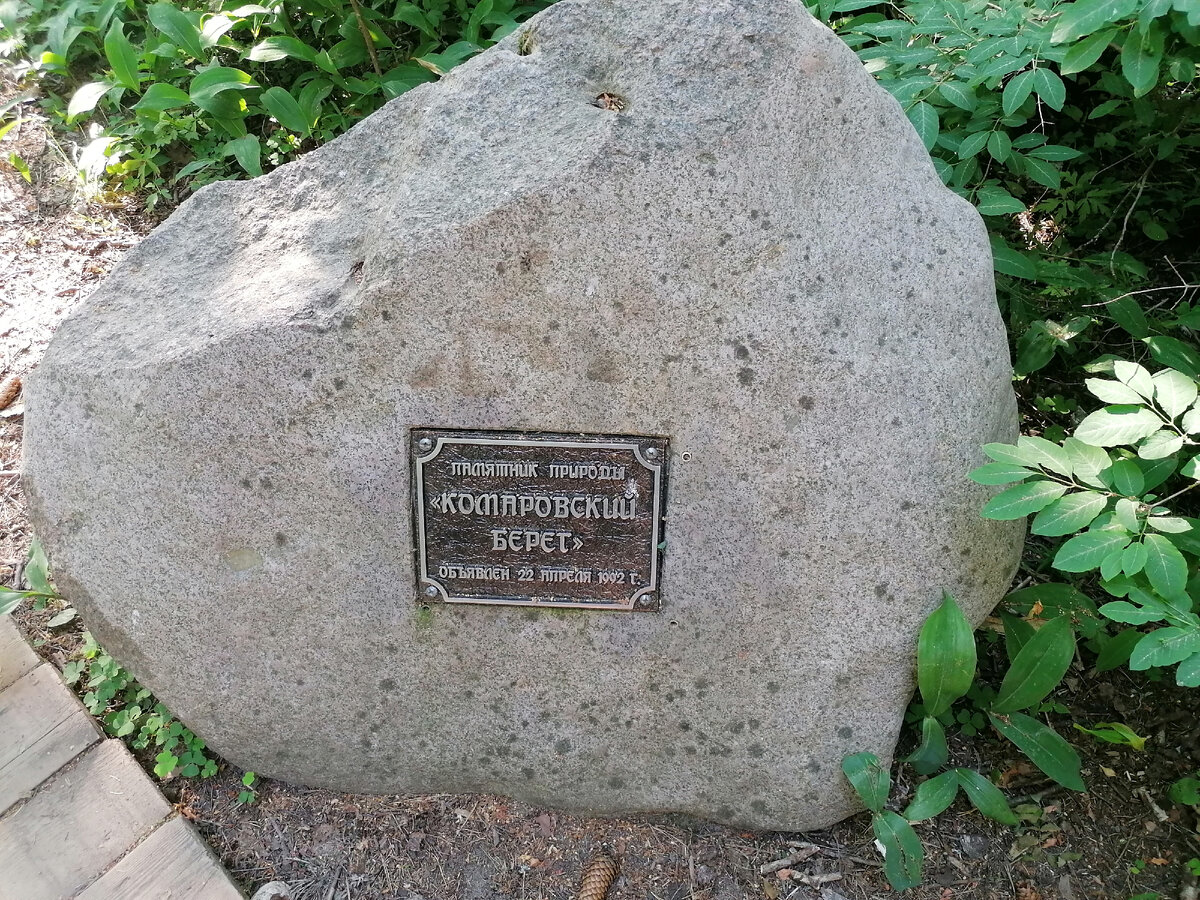 ПАМЯТНИК ПРИРОДЫ
«КОМАРОВСКИЙ
БЕРЕГ»
ОБЪЯВЛЕН 22 АПРЕЛЯ 1992 Г.